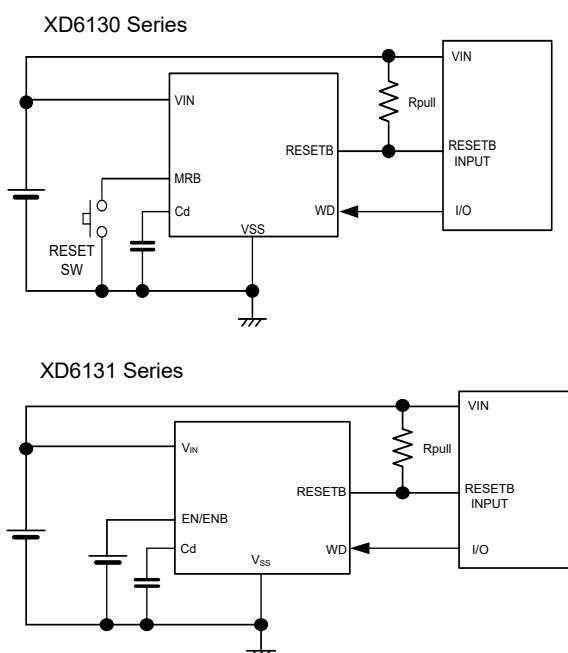 XD6130 Series
VIN
VIN
Rpull
RESETB
RESETB
INPUT
MRB
Cd
WD
I/O
VSS
RESET
SW
XD6131 Series
VIN
VIN
Rpull
RESETB
RESETB
INPUT
EN/ENB
Cd
WD
I/O
VSS